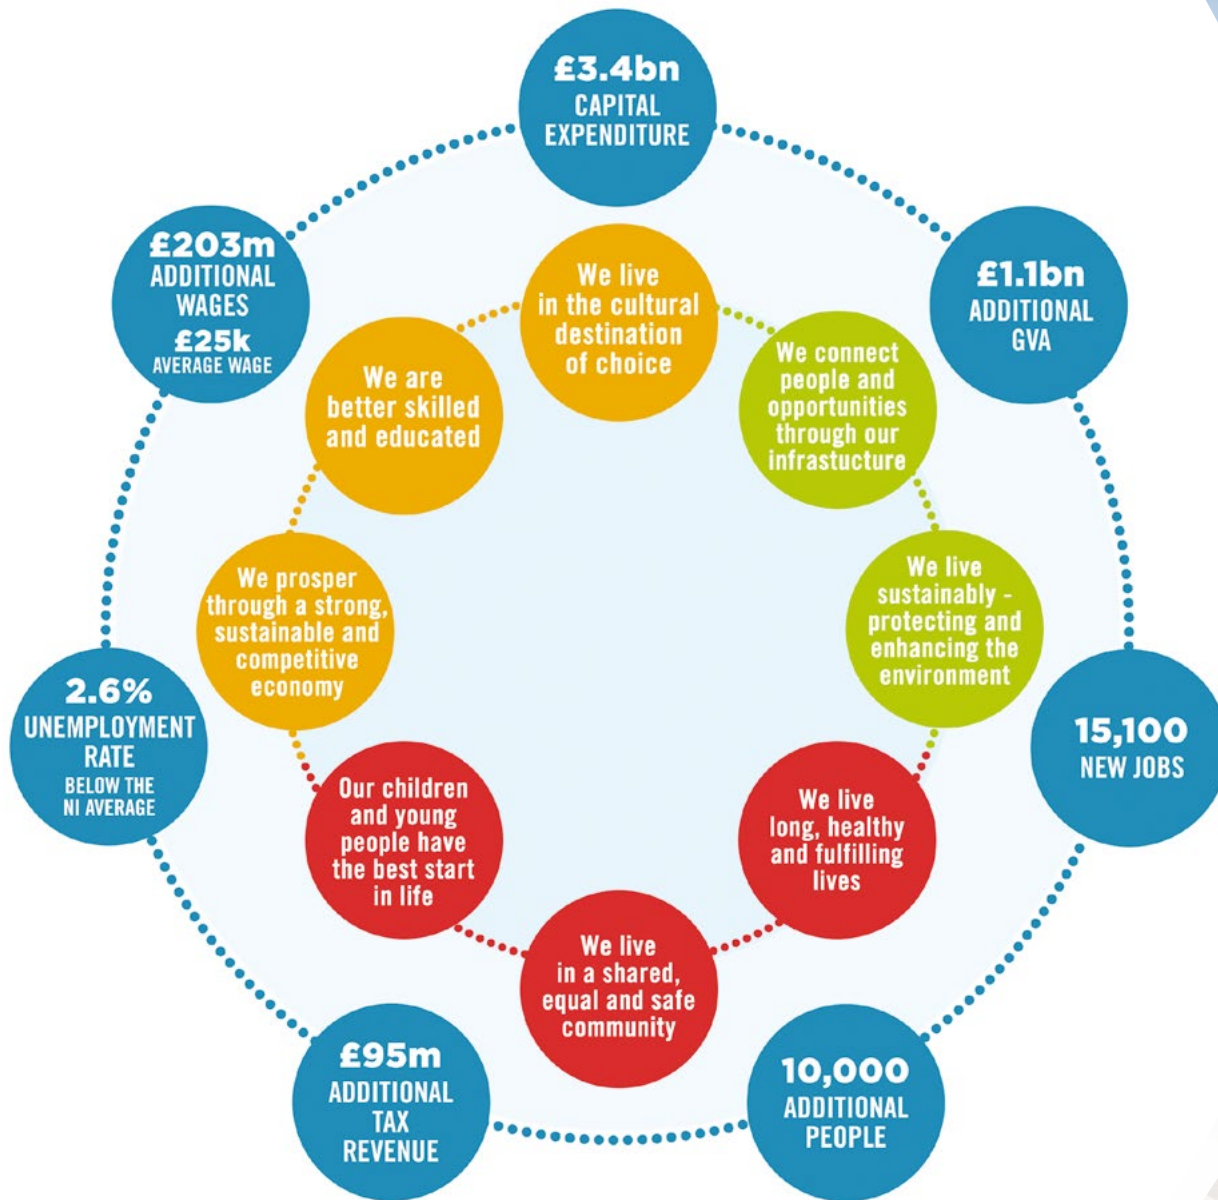 £3.4bn
CAPITAL
EXPENDITURE
£1.1bn
ADDITIONAL
GVA
15,100
NEW JOBS
10,000
ADDITIONAL
PEOPLE
£95m
ADDITIONAL
TAX
REVENUE
2.6%
UNEMPLOYMENT
RATE
BELOW THE
NI AVERAGE
£203m
ADDITIONAL
WAGES
£25k
AVERAGE WAGE
We live
in the cultural
destination
of choice
We connect
people and
opportunities
through our
infrastucture
We live
sustainably -
protecting and
enhancing the
environment
We live
long, healthy
and fulfilling
lives
We live
in a shared,
equal and safe
community
Our children
and young
people have
the best start
in life
We prosper
through a strong,
sustainable and
competitive
economy
We are
better skilled
and educated